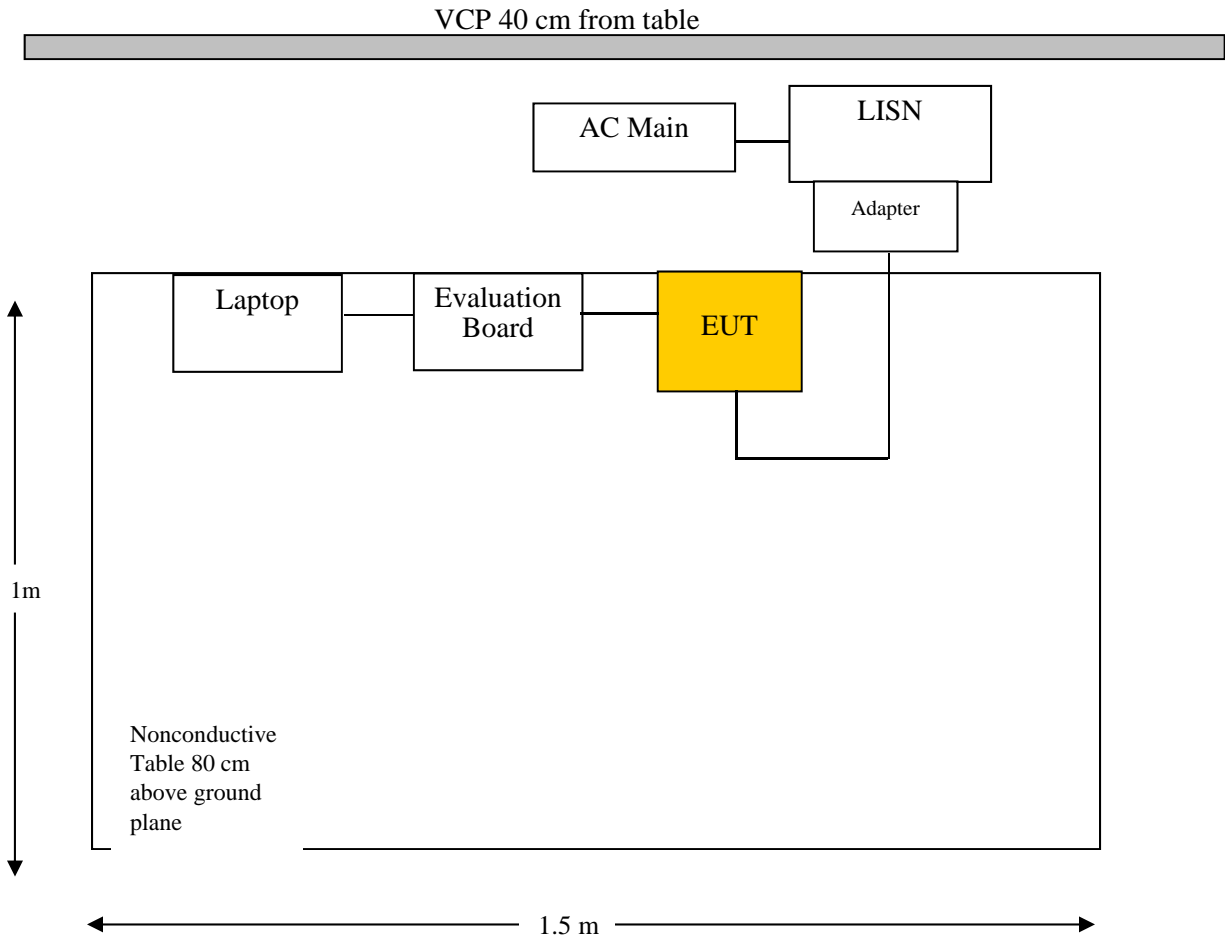 VCP 40 cm from table
AC Main
LISN
Adapter
Laptop
Evaluation
Board
EUT
1m
Nonconductive
Table 80 cm
above ground
plane
1.5 m